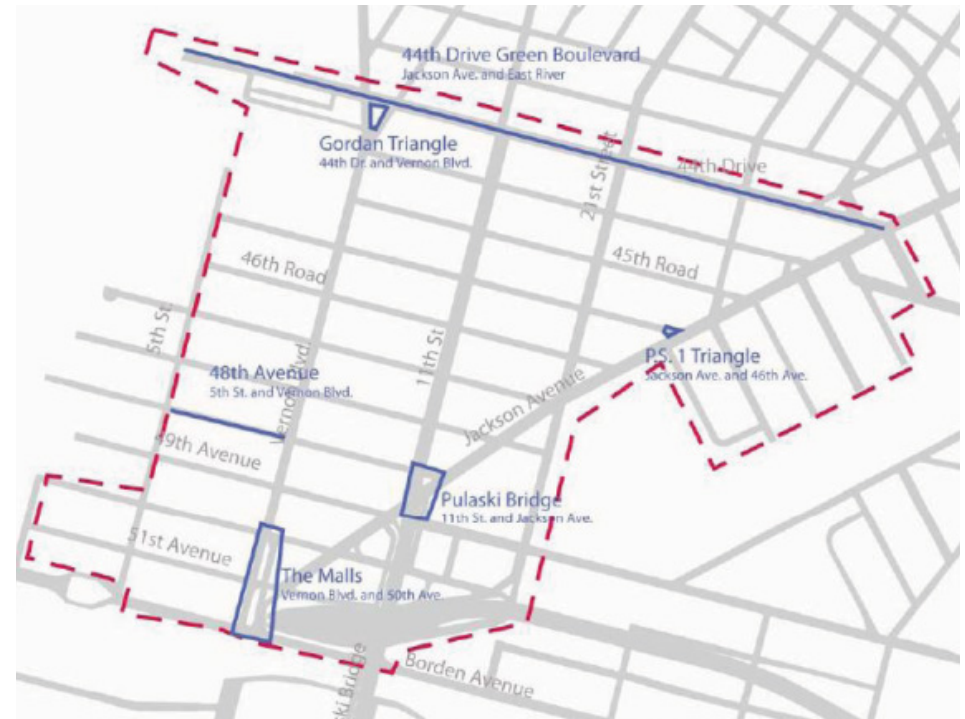 44th Drive Green Boulevard
Jackson Ave. and East River
Gordan Triangle
44th Dr. and Vernon Blvd.
44th Drive
21st Street
46th Road
45th Road
5th St.
11th St
P.S. 1 Triangle
Jackson Ave. and 46th Ave.
48th Avenue
5th St. and Vernon Blvd.
Vernon Blvd.
Jackson Avenue
49th Avenue
Pulaski Bridge
11th St. and Jackson Ave.
51st Avenue
The Malls
Vernon Blvd. and 50th Ave.
Borden Avenue
ki Bridge